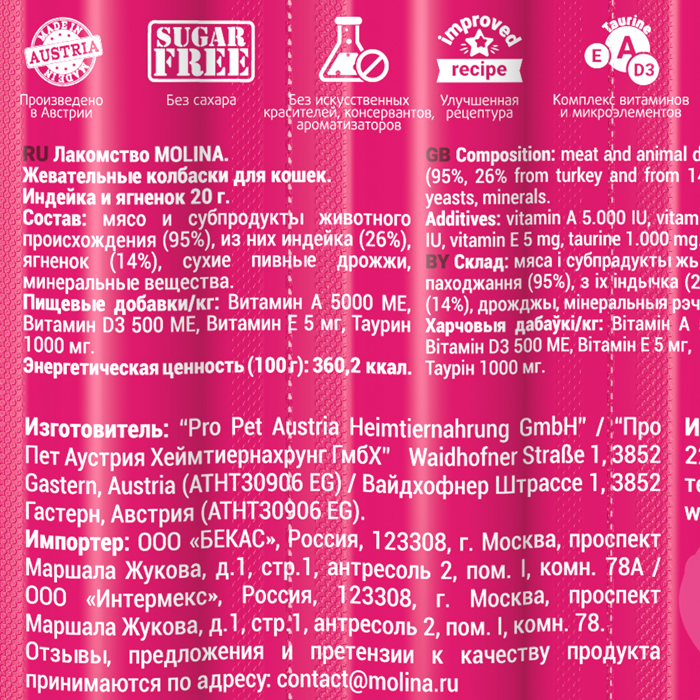 MADE IN
AUSTRIA
MADE IN
Произведено
в Австрии
SUGAR
FREE
Без сахара
Без искусственных
красителей, консервантов,
ароматизаторов
improved
recipe
Улучшенная
рецептура
Taurine
E A D3
Комплекс витаминов
и микроэлементов
RU Лакомство MOLINA.
Жевательные колбаски для кошек.
Индейка и ягненок 20 г.
Состав: мясо и субпродукты животного
происхождения (95%), из них индейка (26%),
ягненок (14%), сухие пивные дрожжи,
минеральные вещества.
Пищевые добавки/кг: Витамин А 5000 МЕ,
Витамин D3 500 МЕ, Витамин Е 5 мг, Таурин
1000 мг.
Энергетическая ценность (100 г): 360,2 ккал.
GB Composition: meat and animal d
(95%, 26% from turkey and from 14
yeasts, minerals.
Additives: vitamin A 5.000 IU, vitam
IU, vitamin E 5 mg, taurine 1.000 mg
BY Склад: мяса і субпрадукты жы
паходжання (95%), з іх індычка (2
(14%), дрожджы, мінеральныя рэч
Харчовыя дабаўкі/кг: Вітамін А
Вітамін D3 500 МЕ, Вітамін Е 5 мг,
Таурін 1000 мг.
Изготовитель: “Pro Pet Austria Heimtiernahrung GmbH” / “Про
Пет Аустрия Хеймтиернахрунг ГмбХ” Waidhofner Straße 1, 3852
Gastern, Austria (ATHT30906 EG) / Вайдхофнер Штрассе 1, 3852
Гастерн, Австрия (ATHT30906 EG).
Импортер: ООО «БЕКАС», Россия, 123308, г. Москва, проспект
Маршала Жукова, д.1, стр.1, антресоль 2, пом. I, комн. 78А /
ООО «Интермекс», Россия, 123308, г. Москва, проспект
Маршала Жукова, д.1, стр.1, антресоль 2, пом. I, комн. 78.
Отзывы, предложения и претензии к качеству продукта
принимаются по адресу: contact@molina.ru